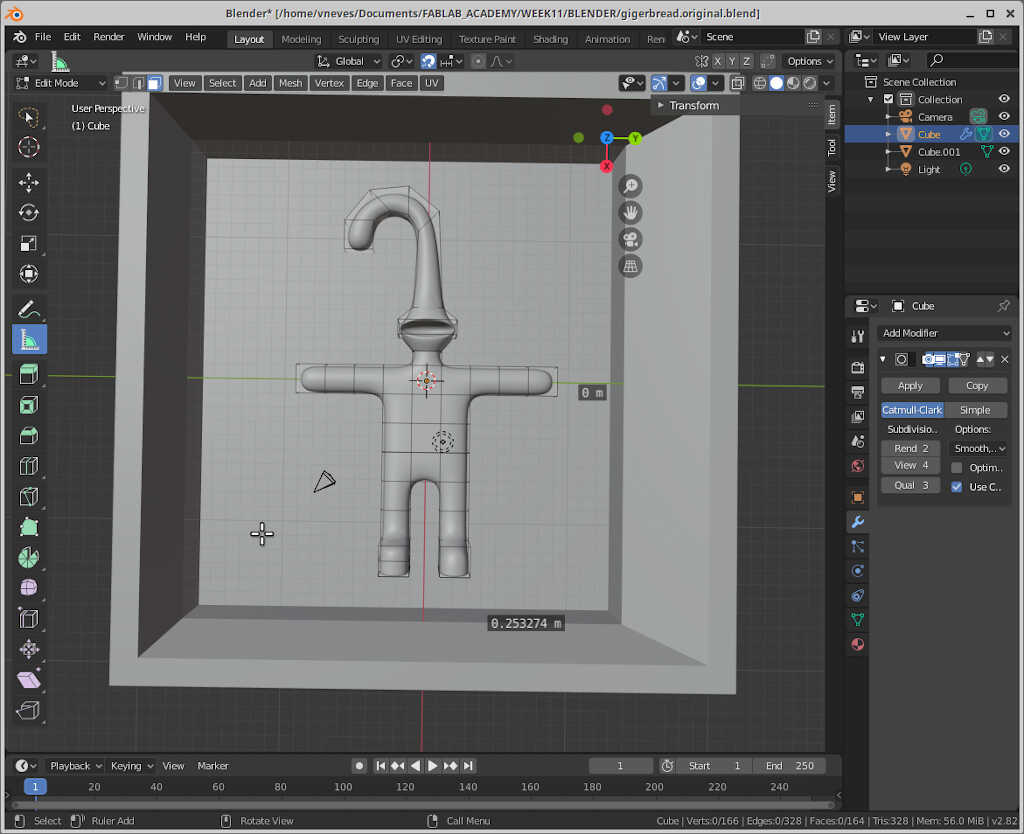 Blender* [/home/vneves/Documents/FABLAB_ACADEMY/WEEK11/BLENDER/gigerbread.original.blend]
File Edit Render Window Help Layout Modeling Sculpting UV Editing Texture Paint Shading Animation Ren Scene View Layer
Global X Y Z Options
Edit Mode View Select Add Mesh Vertex Edge Face UV
User Perspective
(1) Cube
Transform
Item
Tool
View
Z Y X
Scene Collection
Collection
Camera
Cube
Cube.001
Light
0 m
0.253274 m
Cube
Add Modifier
Apply Copy
Catmull-Clark Simple
Subdivisio.. Options:
Rend 2 Smooth,..
View 4 Optim..
Qual 3 Use C..
Playback Keying View Marker 1 Start 1 End 250
1 20 40 60 80 100 120 140 160 180 200 220 240
Select Ruler Add Rotate View Call Menu Cube | Verts:0/166 | Edges:0/328 | Faces:0/164 | Tris:328 | Mem: 56.0 MiB | v2.82